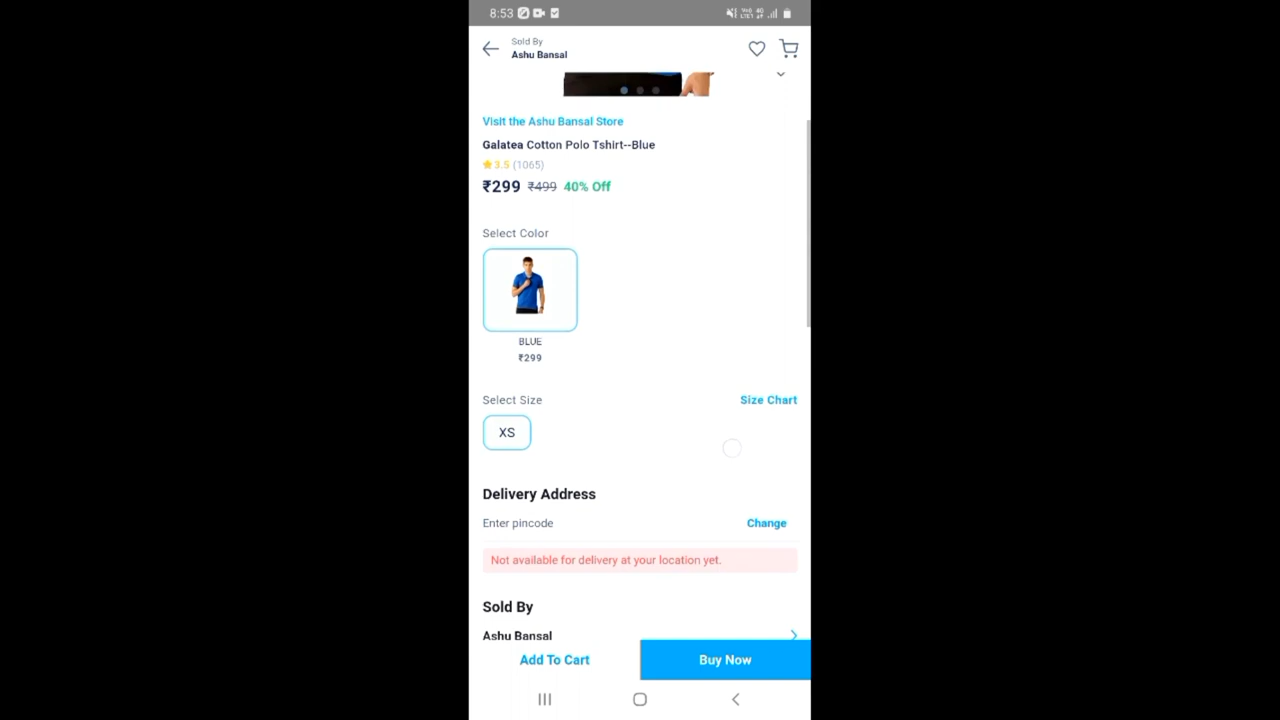 8:53
Sold By
Ashu Bansal
Visit the Ashu Bansal Store
Galatea Cotton Polo Tshirt--Blue
3.5 (1065)
₹299 ₹499 40% Off
Select Color
BLUE
₹299
Select Size Size Chart
XS
Delivery Address
Enter pincode Change
Not available for delivery at your location yet.
Sold By
Ashu Bansal
Add To Cart Buy Now